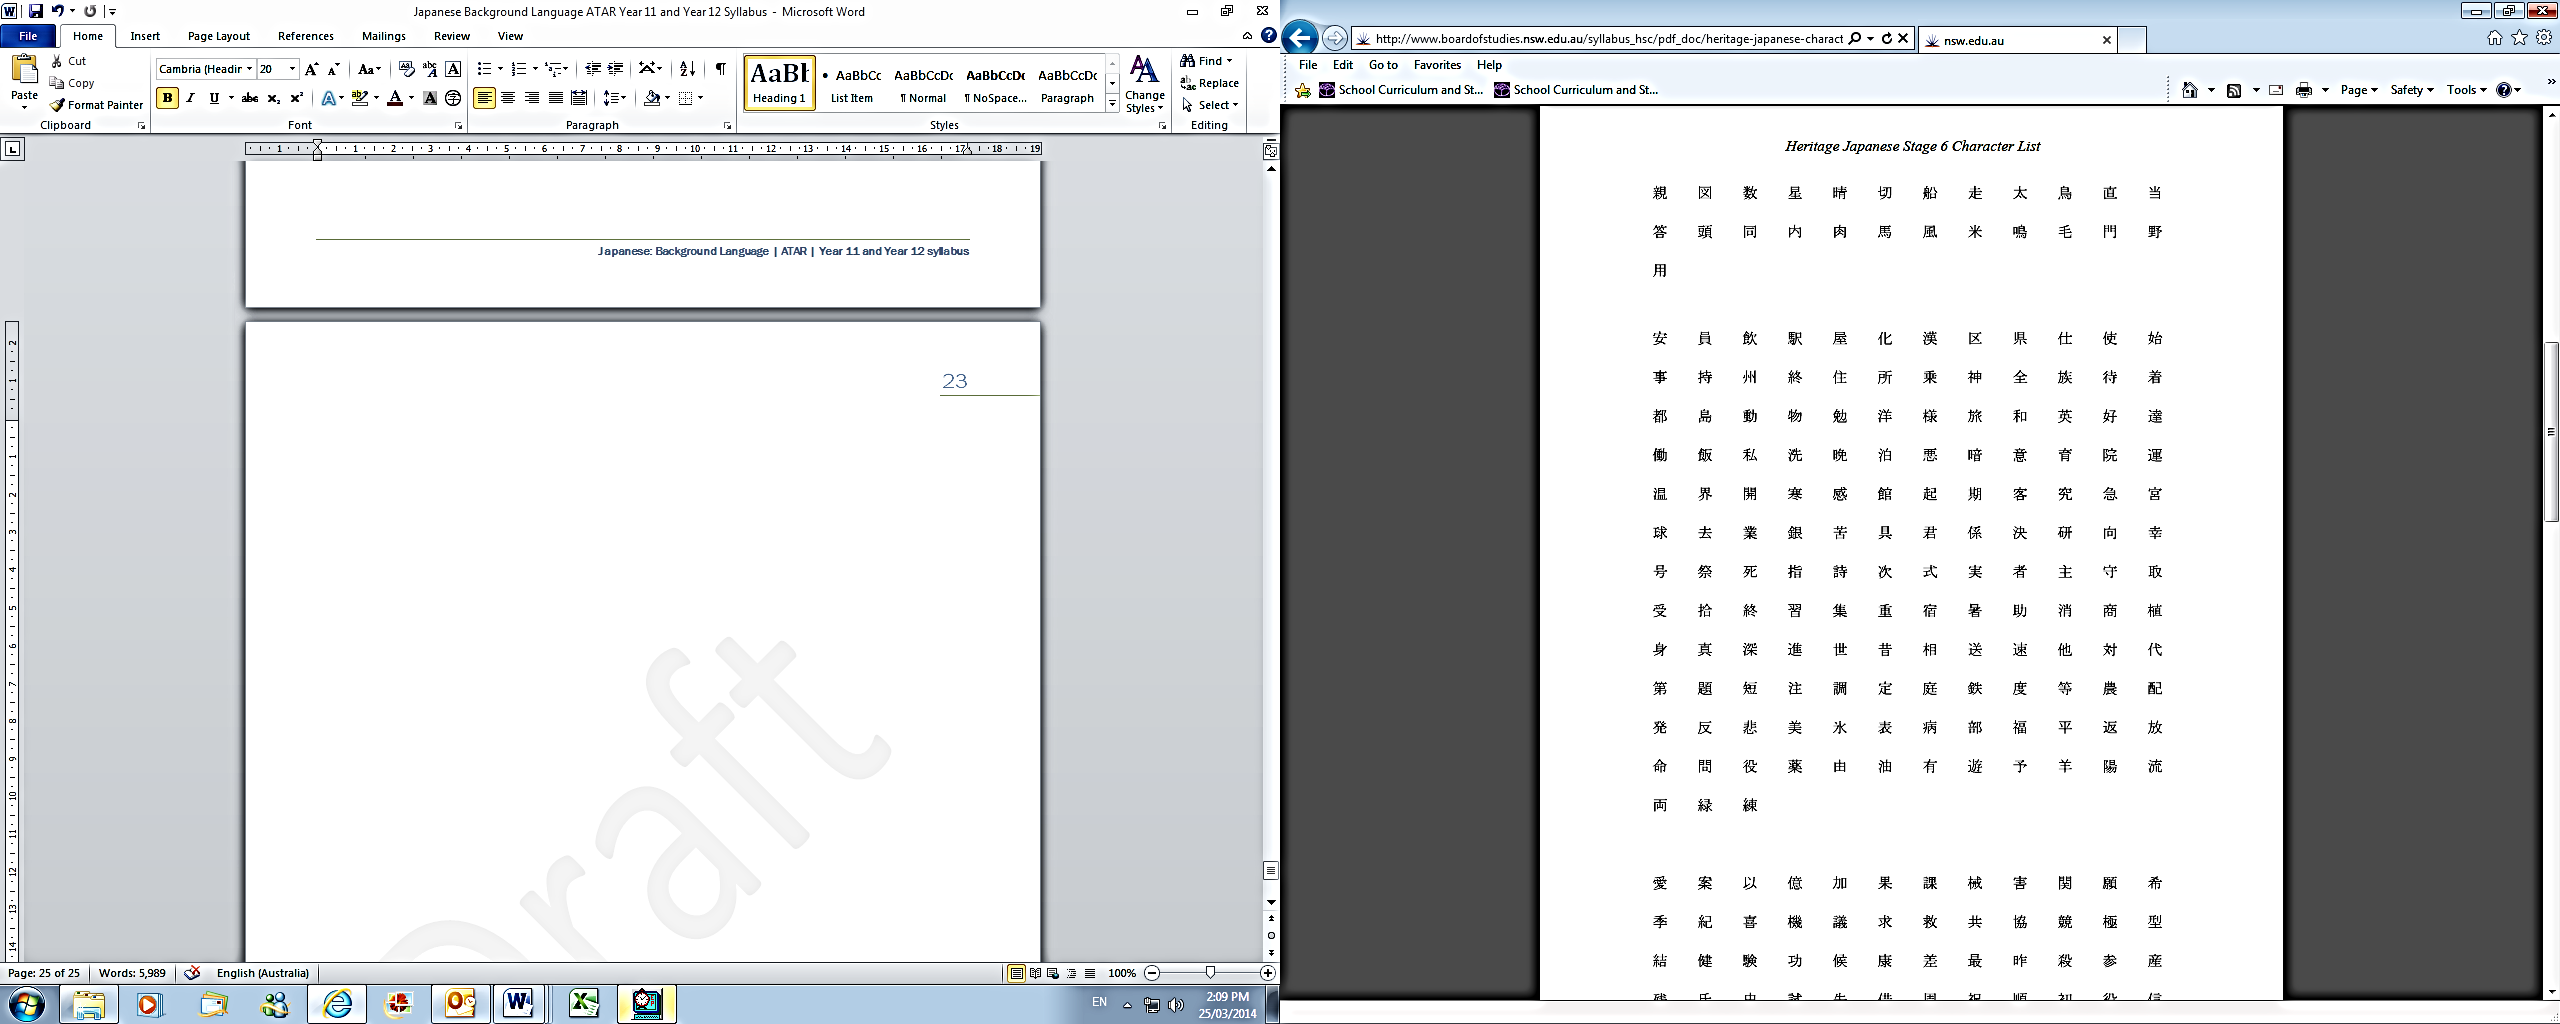 Japanese Background Language ATAR Year 11 and Year 12 Syllabus - Microsoft Word
File Home Insert Page Layout References Mailings Review View
Paste
Cut
Copy
Format Painter
Clipboard
Cambria (Headir 20
Font
Paragraph
AaBb Heading 1
AaBbCc List Item
AaBbCcDc ¶ Normal
AaBbCcDc ¶ NoSpace...
AaBbCcDc Paragraph
Change Styles
Styles
Find
Replace
Select
Editing
Japanese: Background Language | ATAR | Year 11 and Year 12 syllabus
23
Draft
Page: 25 of 25 Words: 5,989 English (Australia) 100%
EN
2:09 PM
25/03/2014
http://www.boardofstudies.nsw.edu.au/syllabus_hsc/pdf_doc/heritage-japanese-charact
nsw.edu.au
File Edit Go to Favorites Help
School Curriculum and St... School Curriculum and St...
Page Safety Tools
Heritage Japanese Stage 6 Character List
親 図 数 星 晴 切 船 走 太 鳥 直 当
答 頭 同 内 肉 馬 風 米 鳴 毛 門 野
用
安 員 飲 駅 屋 化 漢 区 県 仕 使 始
事 持 州 終 住 所 乗 神 全 族 待 着
都 島 動 物 勉 洋 様 旅 和 英 好 達
働 飯 私 洗 晩 泊 悪 暗 意 育 院 運
温 界 開 寒 感 館 起 期 客 究 急 宮
球 去 業 銀 苦 具 君 係 決 研 向 幸
号 祭 死 指 詩 次 式 実 者 主 守 取
受 拾 終 習 集 重 宿 暑 助 消 商 植
身 真 深 進 世 昔 相 送 速 他 対 代
第 題 短 注 調 定 庭 鉄 度 等 農 配
発 反 悲 美 氷 表 病 部 福 平 返 放
命 問 役 薬 由 油 有 遊 予 羊 陽 流
両 緑 練
愛 案 以 億 加 果 課 械 害 関 願 希
季 紀 喜 機 議 求 救 共 協 競 極 型
結 健 験 功 候 康 差 最 昨 殺 参 産